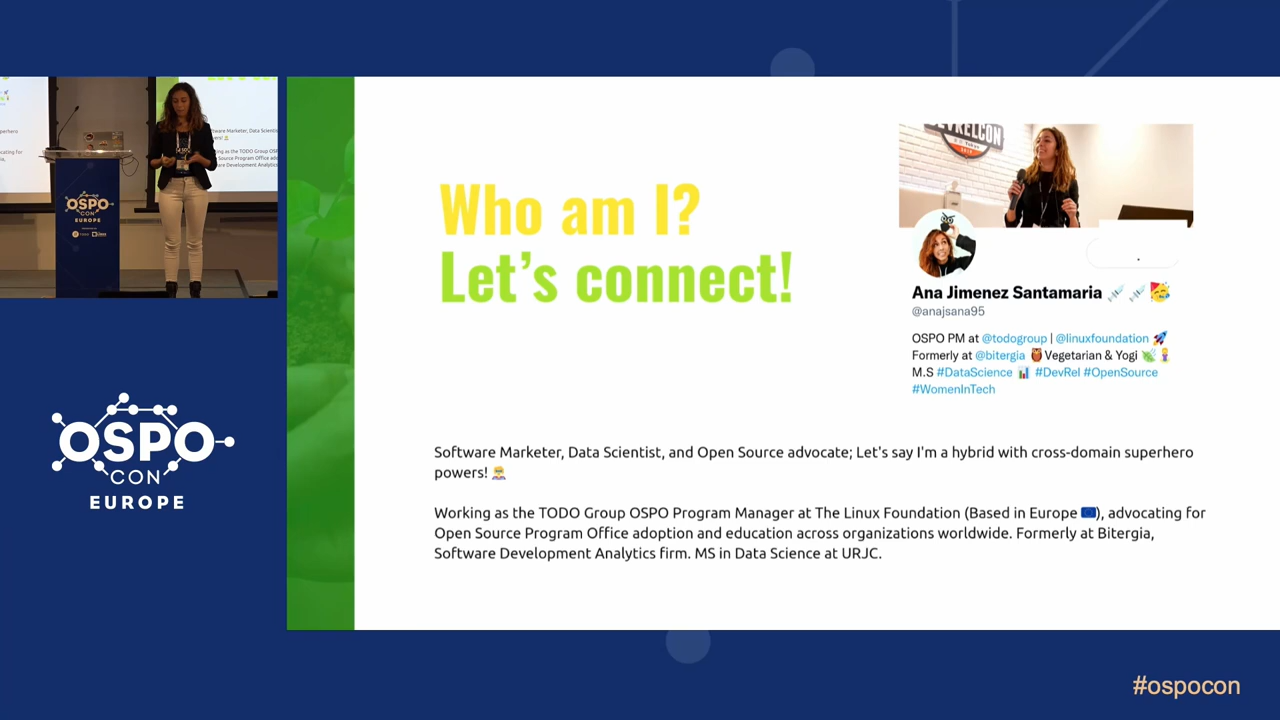 Who am I?
Let's connect!
DEVRELCON
Ana Jimenez Santamaria 💉 💉 🥳
@anajsana95
OSPO PM at @todogroup | @linuxfoundation 🚀
Formerly at @bitergia 🦉Vegetarian & Yogi 🌿🧘‍♀️
M.S #DataScience 📊 #DevRel #OpenSource
#WomenInTech
Software Marketer, Data Scientist, and Open Source advocate; Let's say I'm a hybrid with cross-domain superhero
powers! 🦸
Working as the TODO Group OSPO Program Manager at The Linux Foundation (Based in Europe 🇪🇺), advocating for
Open Source Program Office adoption and education across organizations worldwide. Formerly at Bitergia,
Software Development Analytics firm. MS in Data Science at URJC.
OSPO
CON
EUROPE
OSPO
CON
EUROPE
#ospocon